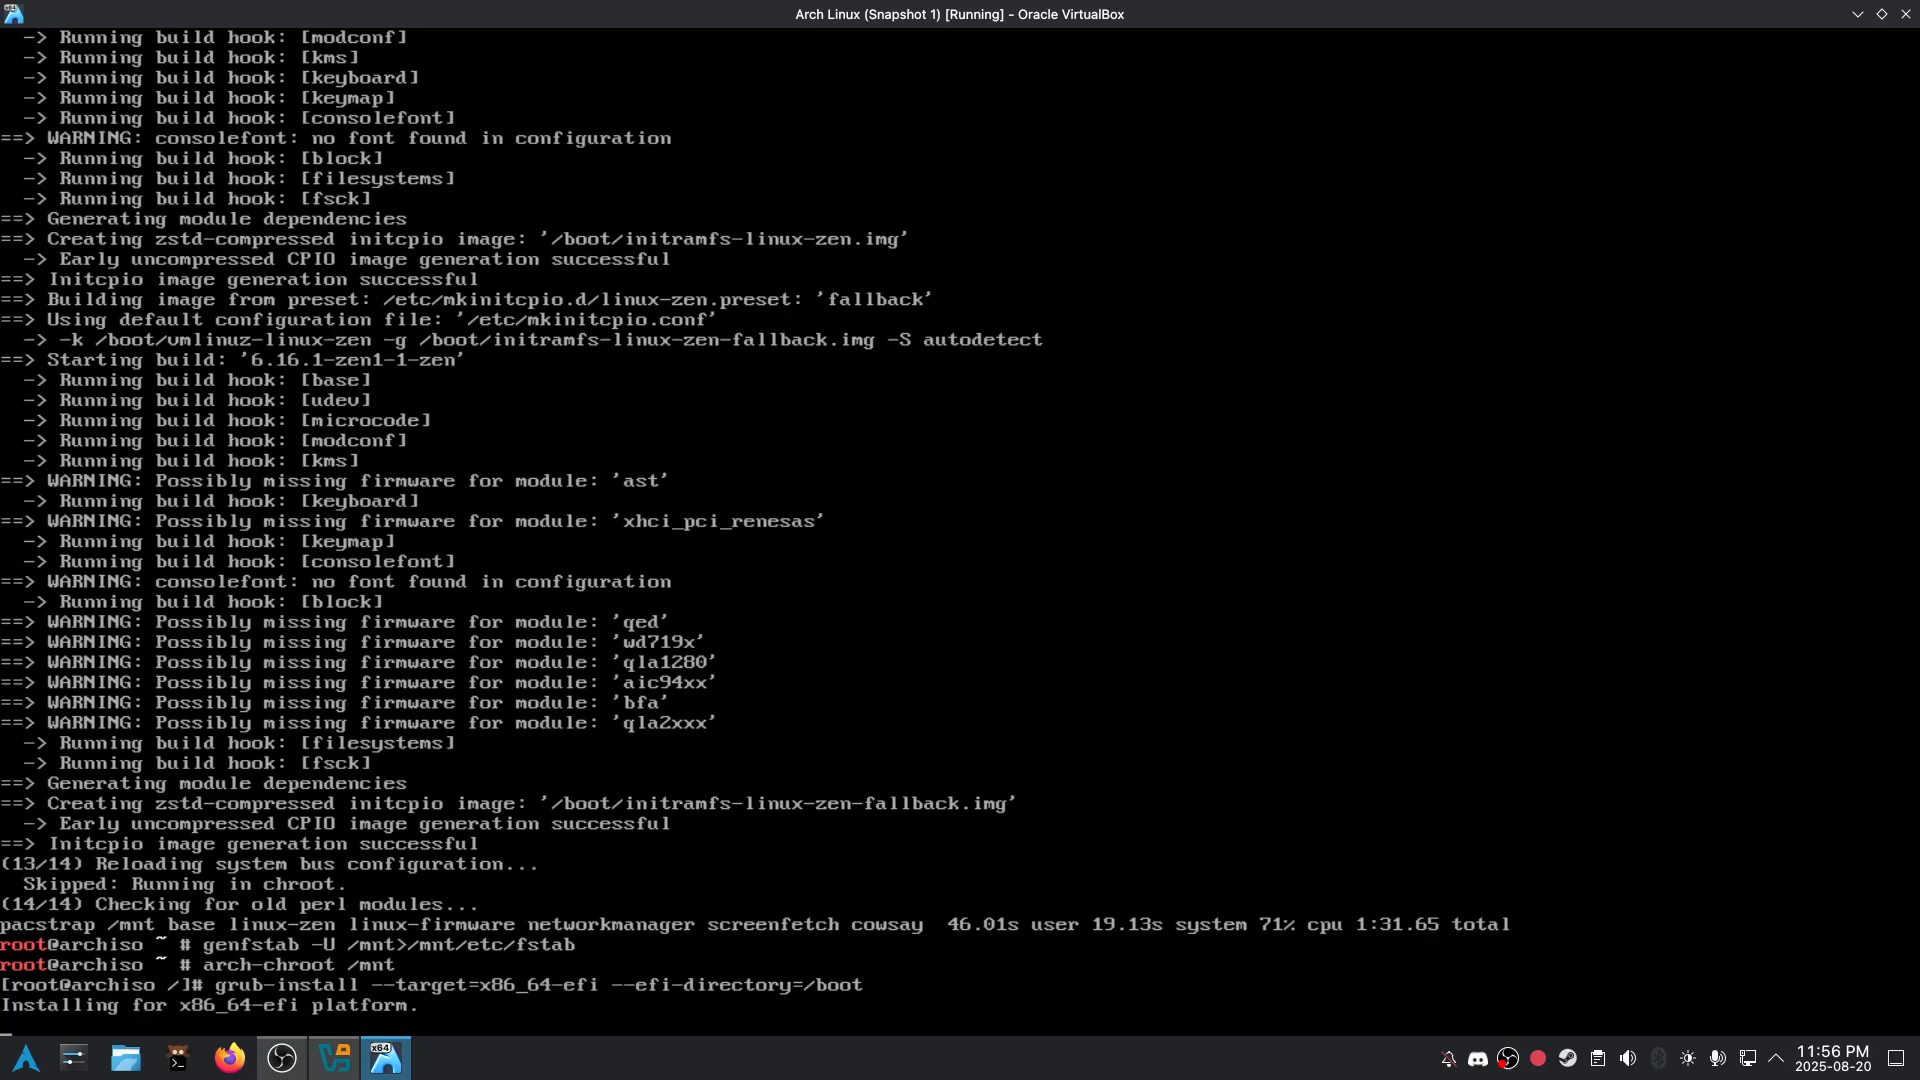 Arch Linux (Snapshot 1) [Running] - Oracle VirtualBox
-> Running build hook: [modconf]
-> Running build hook: [kms]
-> Running build hook: [keyboard]
-> Running build hook: [keymap]
-> Running build hook: [consolefont]
==> WARNING: consolefont: no font found in configuration
-> Running build hook: [block]
-> Running build hook: [filesystems]
-> Running build hook: [fsck]
==> Generating module dependencies
==> Creating zstd-compressed initcpio image: '/boot/initramfs-linux-zen.img'
-> Early uncompressed CPIO image generation successful
==> Initcpio image generation successful
==> Building image from preset: /etc/mkinitcpio.d/linux-zen.preset: 'fallback'
==> Using default configuration file: '/etc/mkinitcpio.conf'
-> -k /boot/vmlinuz-linux-zen -g /boot/initramfs-linux-zen-fallback.img -S autodetect
==> Starting build: '6.16.1-zen1-1-zen'
-> Running build hook: [base]
-> Running build hook: [udev]
-> Running build hook: [microcode]
-> Running build hook: [modconf]
-> Running build hook: [kms]
==> WARNING: Possibly missing firmware for module: 'ast'
-> Running build hook: [keyboard]
==> WARNING: Possibly missing firmware for module: 'xhci_pci_renesas'
-> Running build hook: [keymap]
-> Running build hook: [consolefont]
==> WARNING: consolefont: no font found in configuration
-> Running build hook: [block]
==> WARNING: Possibly missing firmware for module: 'qed'
==> WARNING: Possibly missing firmware for module: 'wd719x'
==> WARNING: Possibly missing firmware for module: 'qla1280'
==> WARNING: Possibly missing firmware for module: 'aic94xx'
==> WARNING: Possibly missing firmware for module: 'bfa'
==> WARNING: Possibly missing firmware for module: 'qla2xxx'
-> Running build hook: [filesystems]
-> Running build hook: [fsck]
==> Generating module dependencies
==> Creating zstd-compressed initcpio image: '/boot/initramfs-linux-zen-fallback.img'
-> Early uncompressed CPIO image generation successful
==> Initcpio image generation successful
(13/14) Reloading system bus configuration...
Skipped: Running in chroot.
(14/14) Checking for old perl modules...
pacstrap /mnt base linux-zen linux-firmware networkmanager screenfetch cowsay  46.01s user 19.13s system 71% cpu 1:31.65 total
root@archiso ~ # genfstab -U /mnt>/mnt/etc/fstab
root@archiso ~ # arch-chroot /mnt
[root@archiso /]# grub-install --target=x86_64-efi --efi-directory=/boot
Installing for x86_64-efi platform.
x64
11:56 PM
2025-08-20